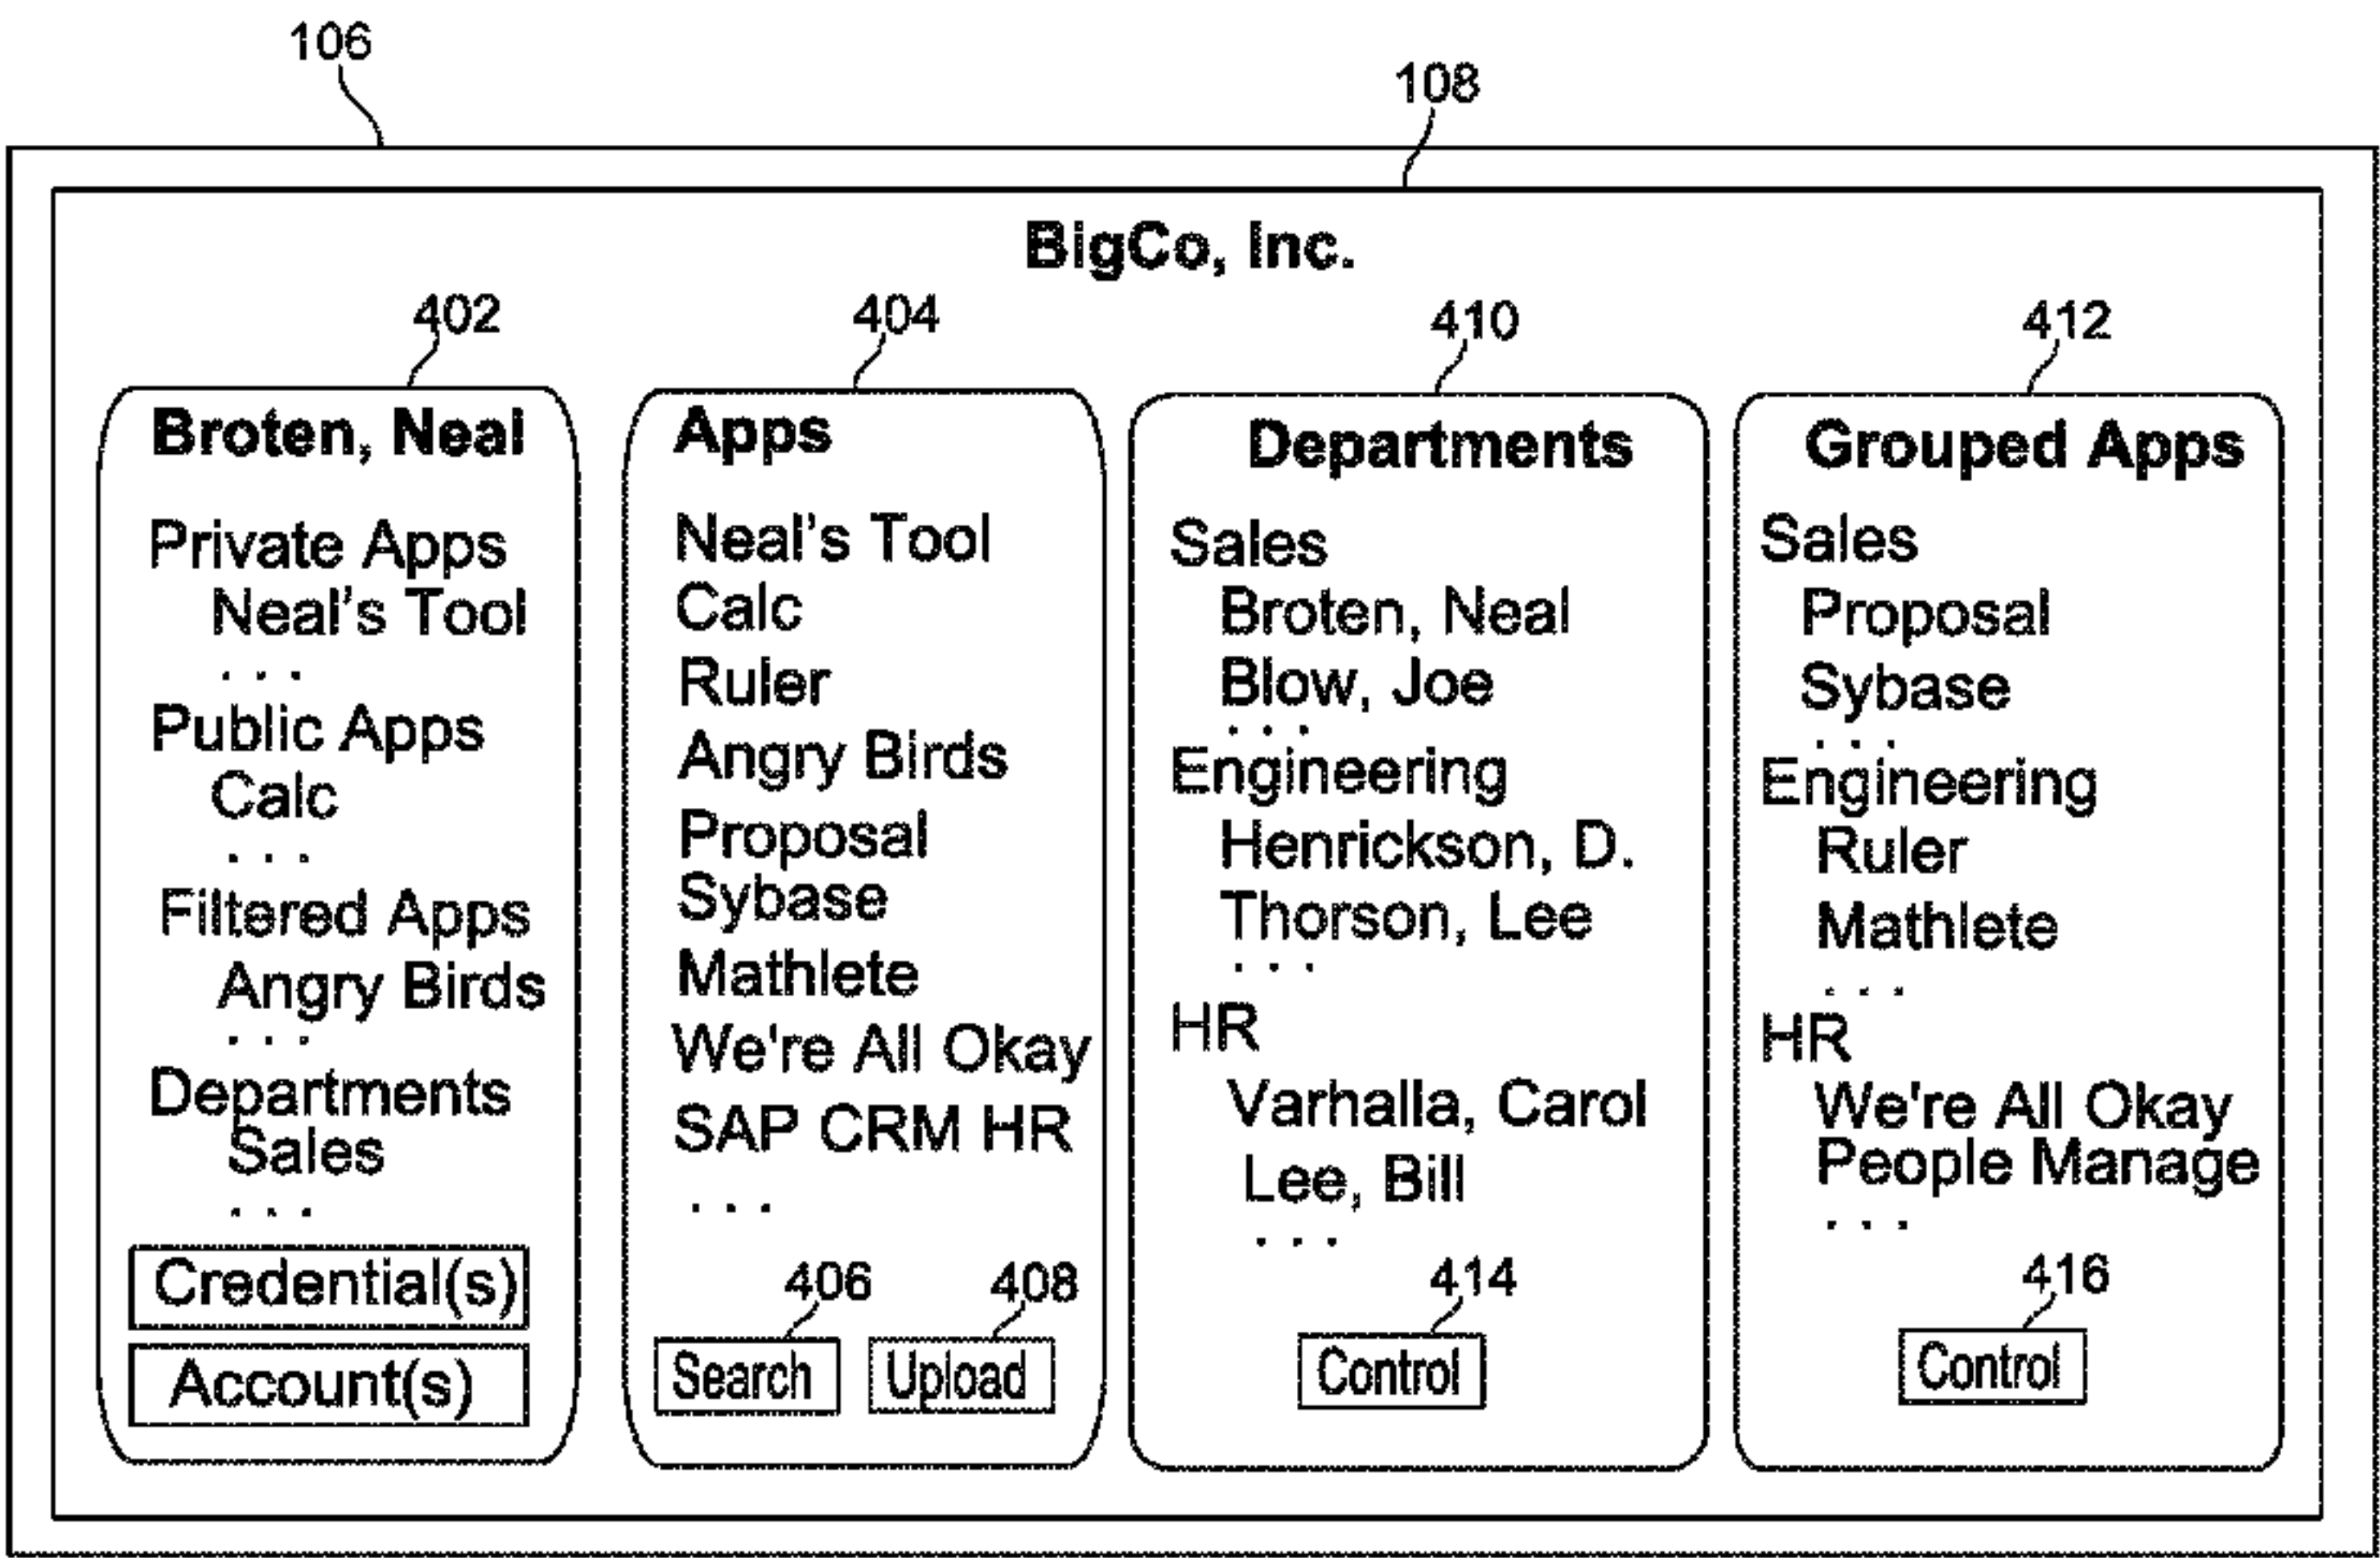 106
108
BigCo, Inc.
402
Broten, Neal
Private Apps
Neal's Tool
. . .
Public Apps
Calc
. . .
Filtered Apps
Angry Birds
. . .
Departments
Sales
. . .
Credential(s)
Account(s)
404
Apps
Neal's Tool
Calc
Ruler
Angry Birds
Proposal
Sybase
Mathlete
We're All Okay
SAP CRM HR
. . .
406
408
Search
Upload
410
Departments
Sales
Broten, Neal
Blow, Joe
. . .
Engineering
Henrickson, D.
Thorson, Lee
. . .
HR
Varhalla, Carol
Lee, Bill
. . .
414
Control
412
Grouped Apps
Sales
Proposal
Sybase
. . .
Engineering
Ruler
Mathlete
. . .
HR
We're All Okay
People Manage
. . .
416
Control